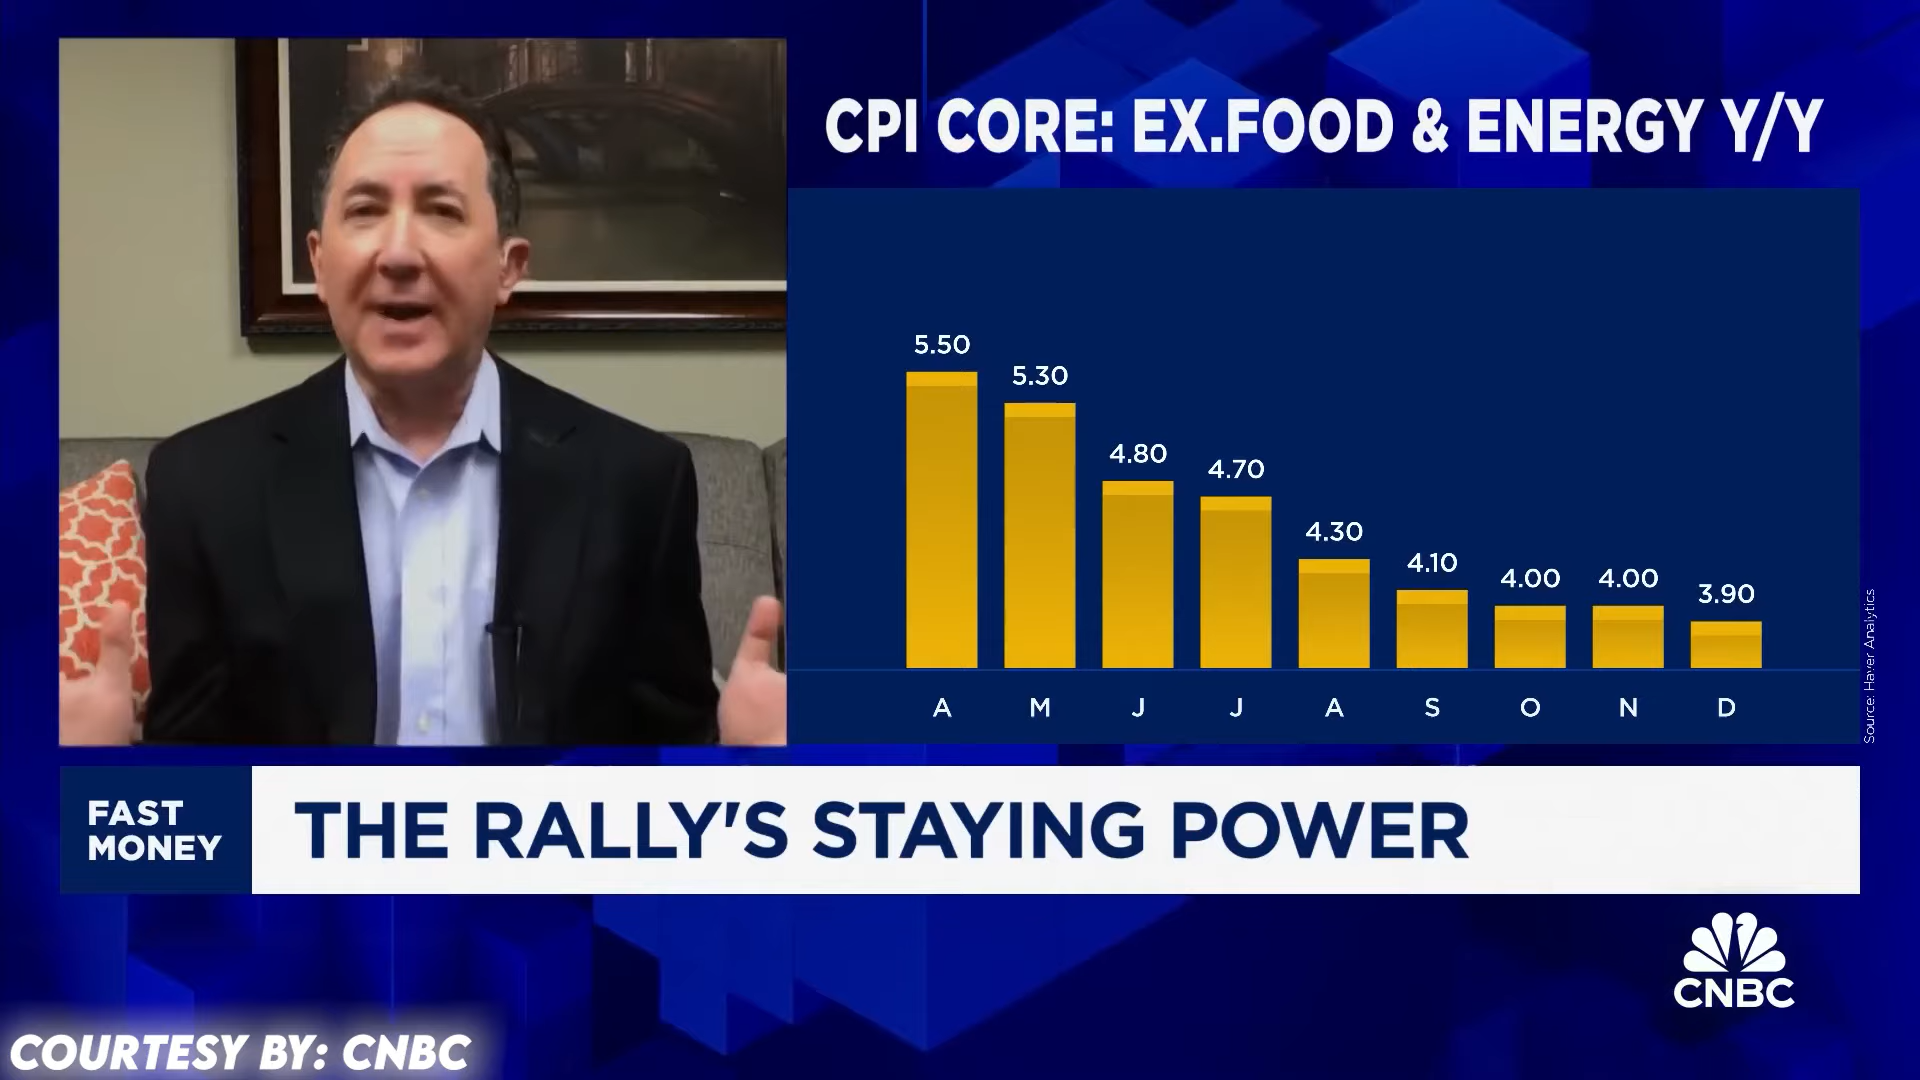 CPI CORE: EX.FOOD & ENERGY Y/Y
5.50
5.30
4.80
4.70
4.30
4.10
4.00
4.00
3.90
A M J J A S O N D
Source: Haver Analytics
FAST
MONEY
THE RALLY'S STAYING POWER
CNBC
COURTESY BY: CNBC